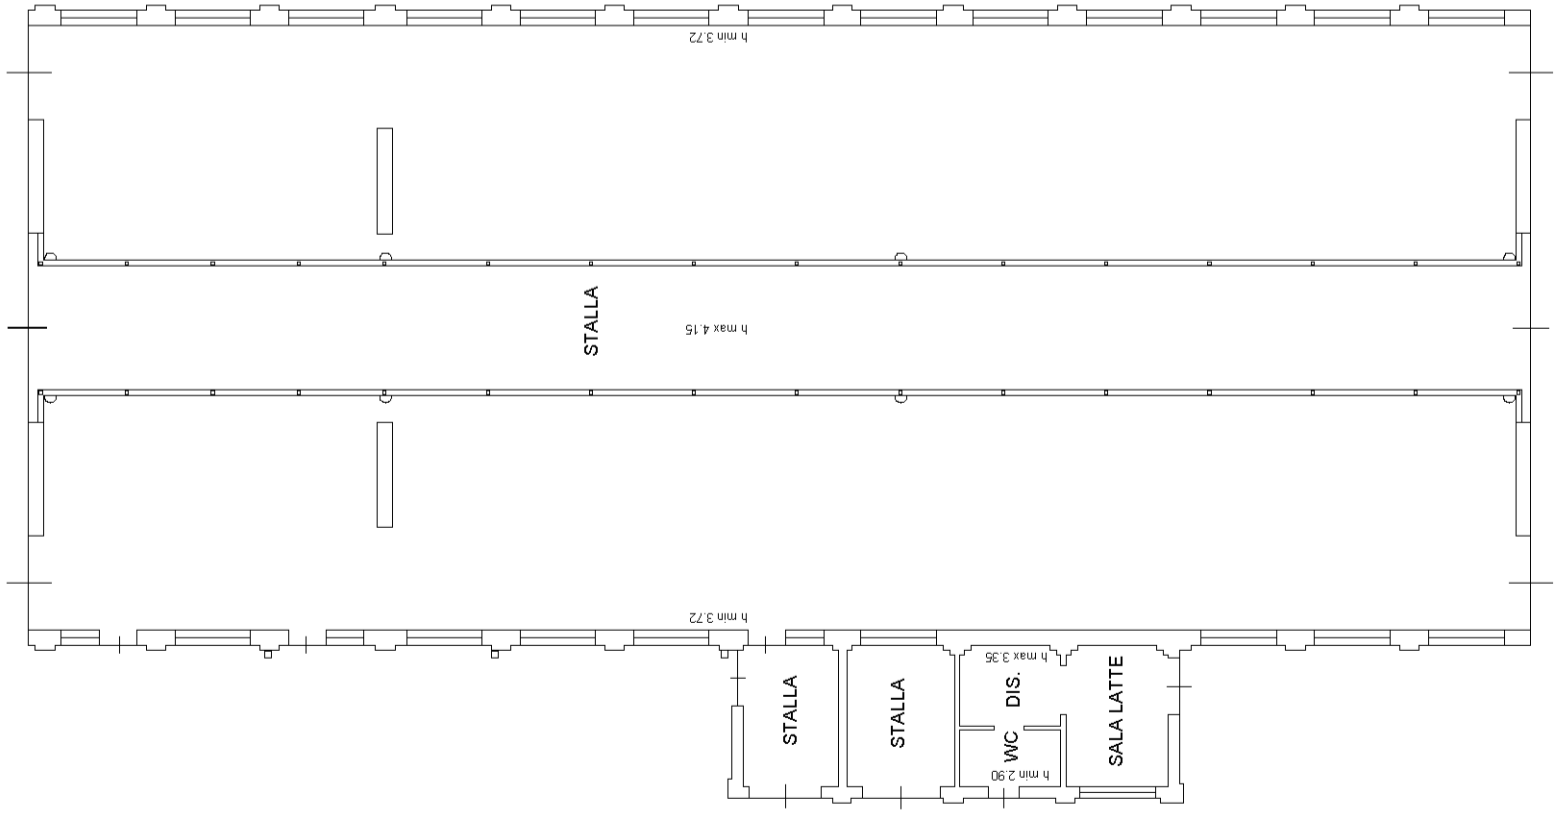 h min 3.72
STALLA
h max 4.15
h min 3.72
STALLA
STALLA
h max 3.35
DIS.
WC
h min 2.90
SALA LATTE